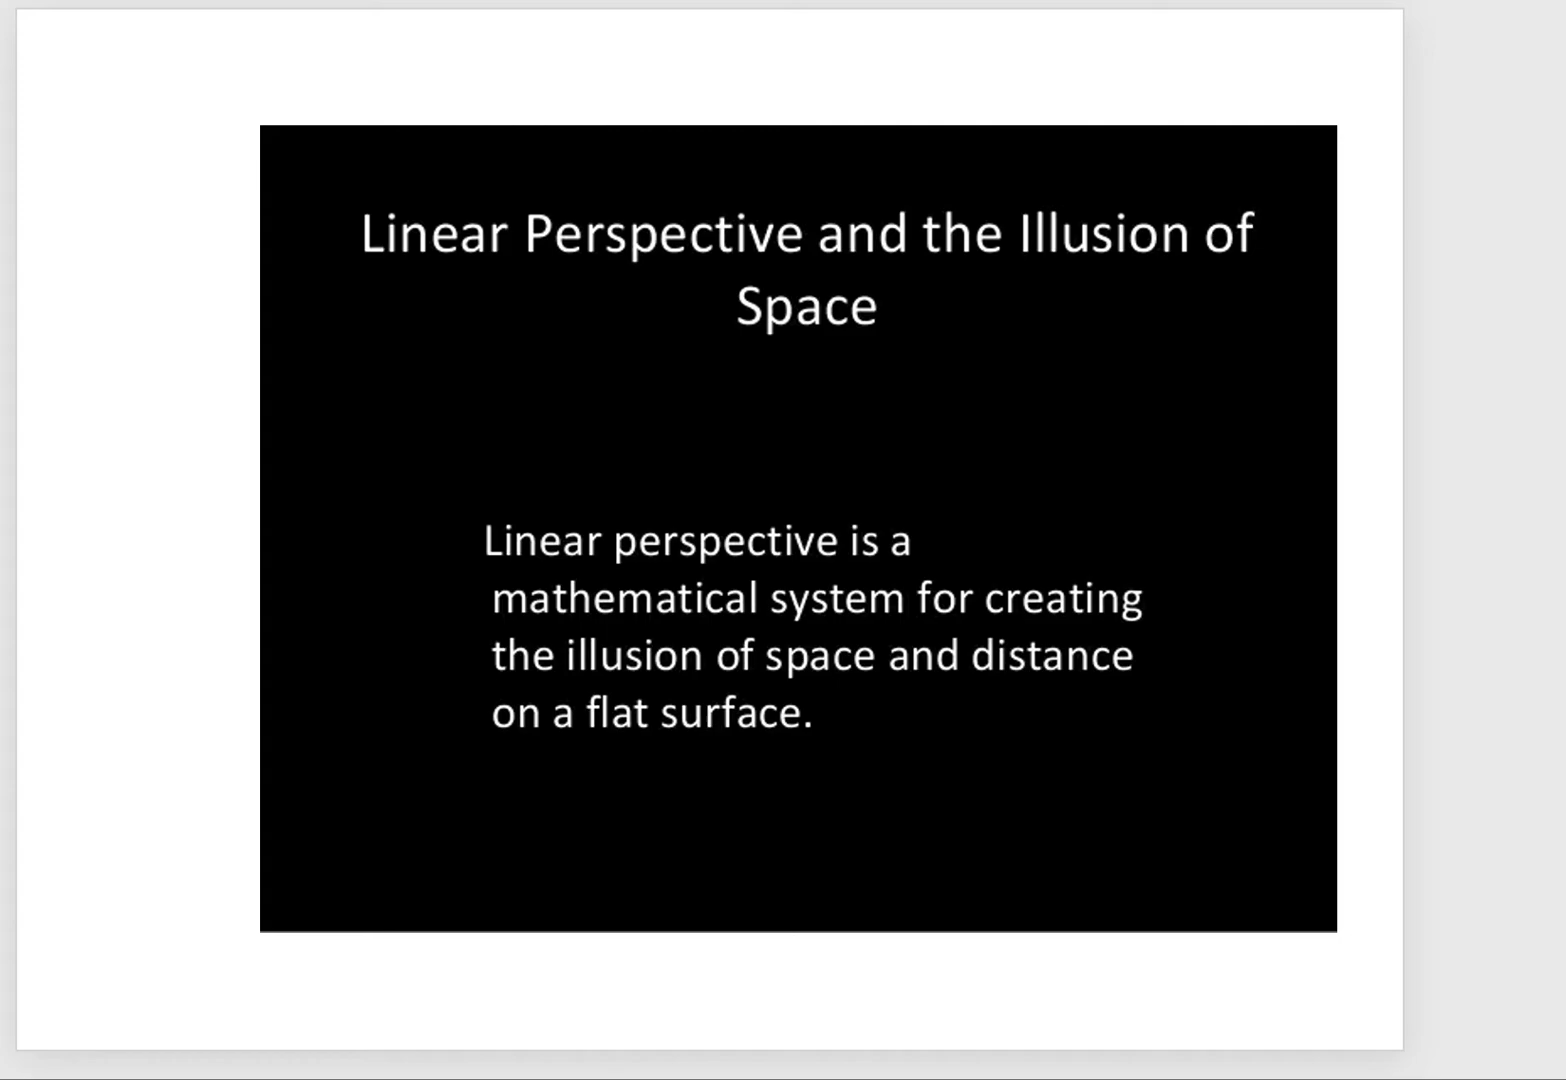 Linear Perspective and the Illusion of
Space
Linear perspective is a
mathematical system for creating
the illusion of space and distance
on a flat surface.